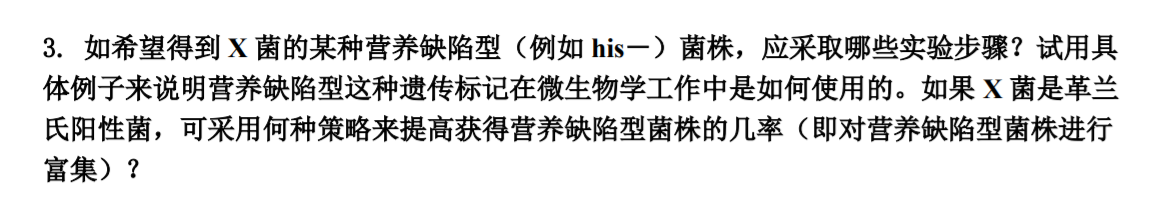 3. 如希望得到 X 菌的某种营养缺陷型（例如 his－）菌株，应采取哪些实验步骤？试用具
体例子来说明营养缺陷型这种遗传标记在微生物学工作中是如何使用的。如果 X 菌是革兰
氏阳性菌，可采用何种策略来提高获得营养缺陷型菌株的几率（即对营养缺陷型菌株进行
富集）？